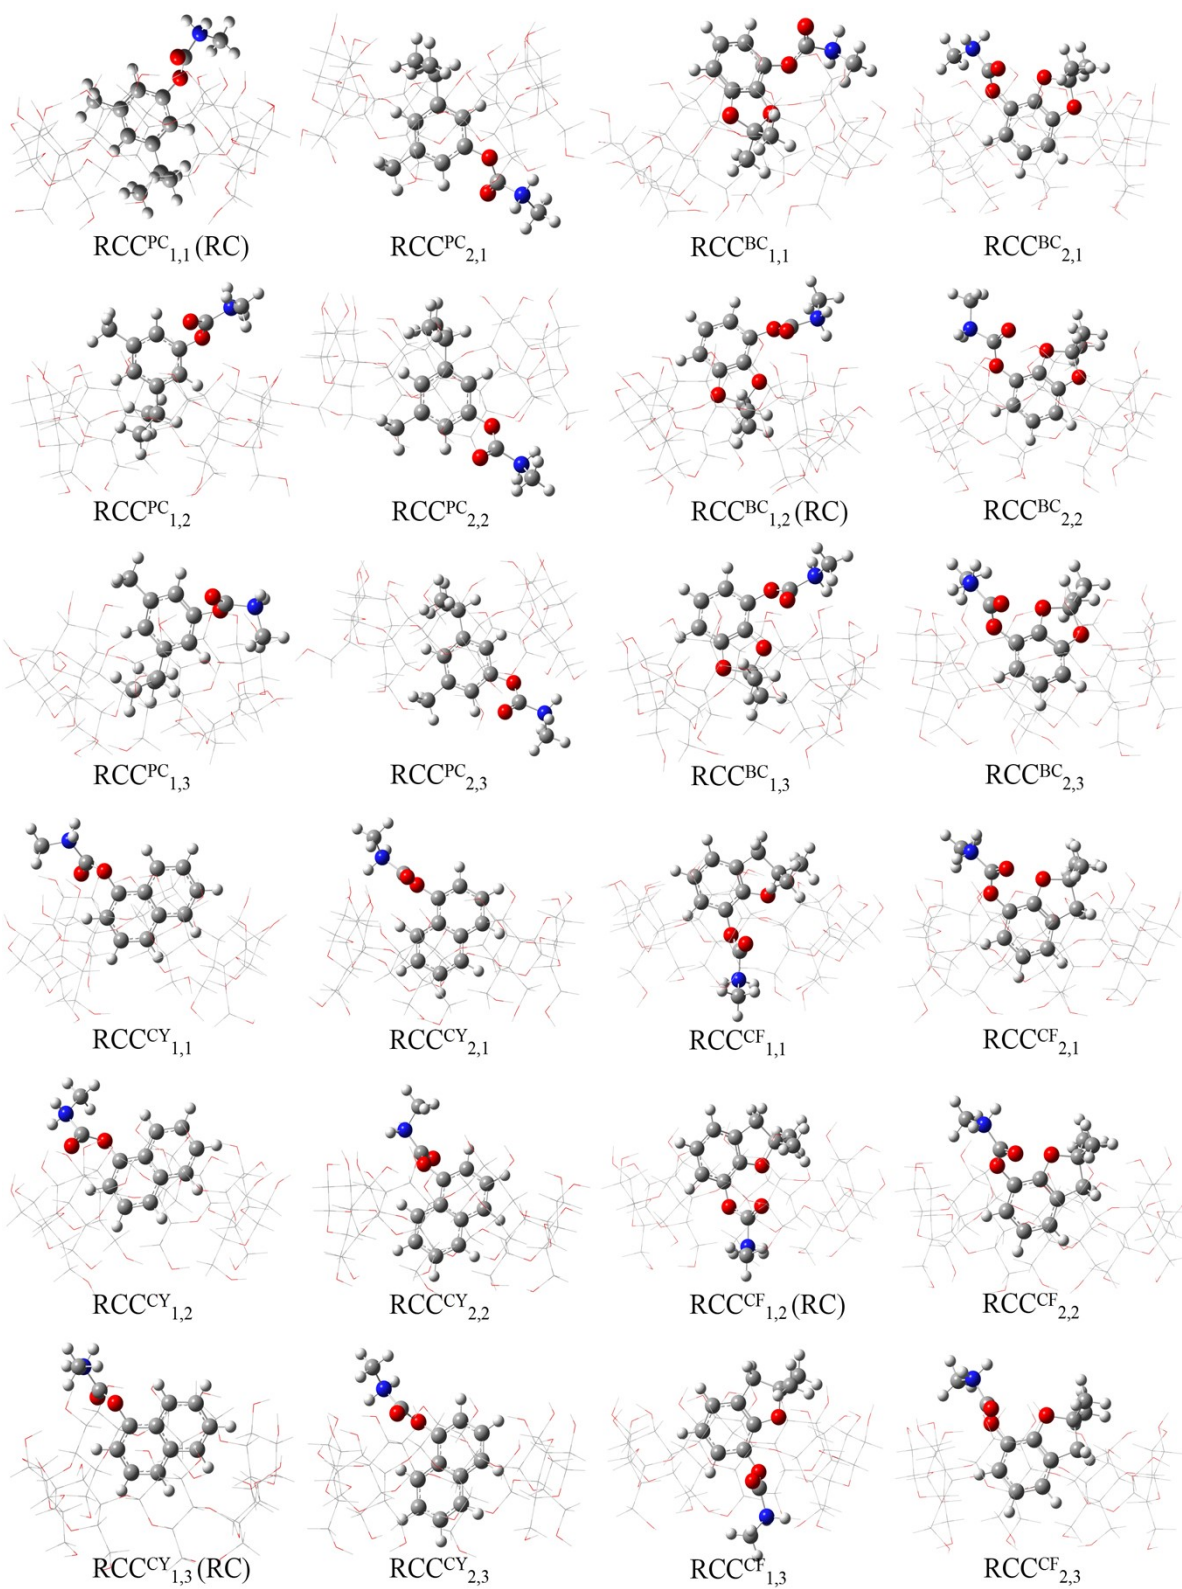 RCC^PC_1,1 (RC) RCC^PC_2,1 RCC^BC_1,1 RCC^BC_2,1
RCC^PC_1,2 RCC^PC_2,2 RCC^BC_1,2 (RC) RCC^BC_2,2
RCC^PC_1,3 RCC^PC_2,3 RCC^BC_1,3 RCC^BC_2,3
RCC^CY_1,1 RCC^CY_2,1 RCC^CF_1,1 RCC^CF_2,1
RCC^CY_1,2 RCC^CY_2,2 RCC^CF_1,2 (RC) RCC^CF_2,2
RCC^CY_1,3 (RC) RCC^CY_2,3 RCC^CF_1,3 RCC^CF_2,3